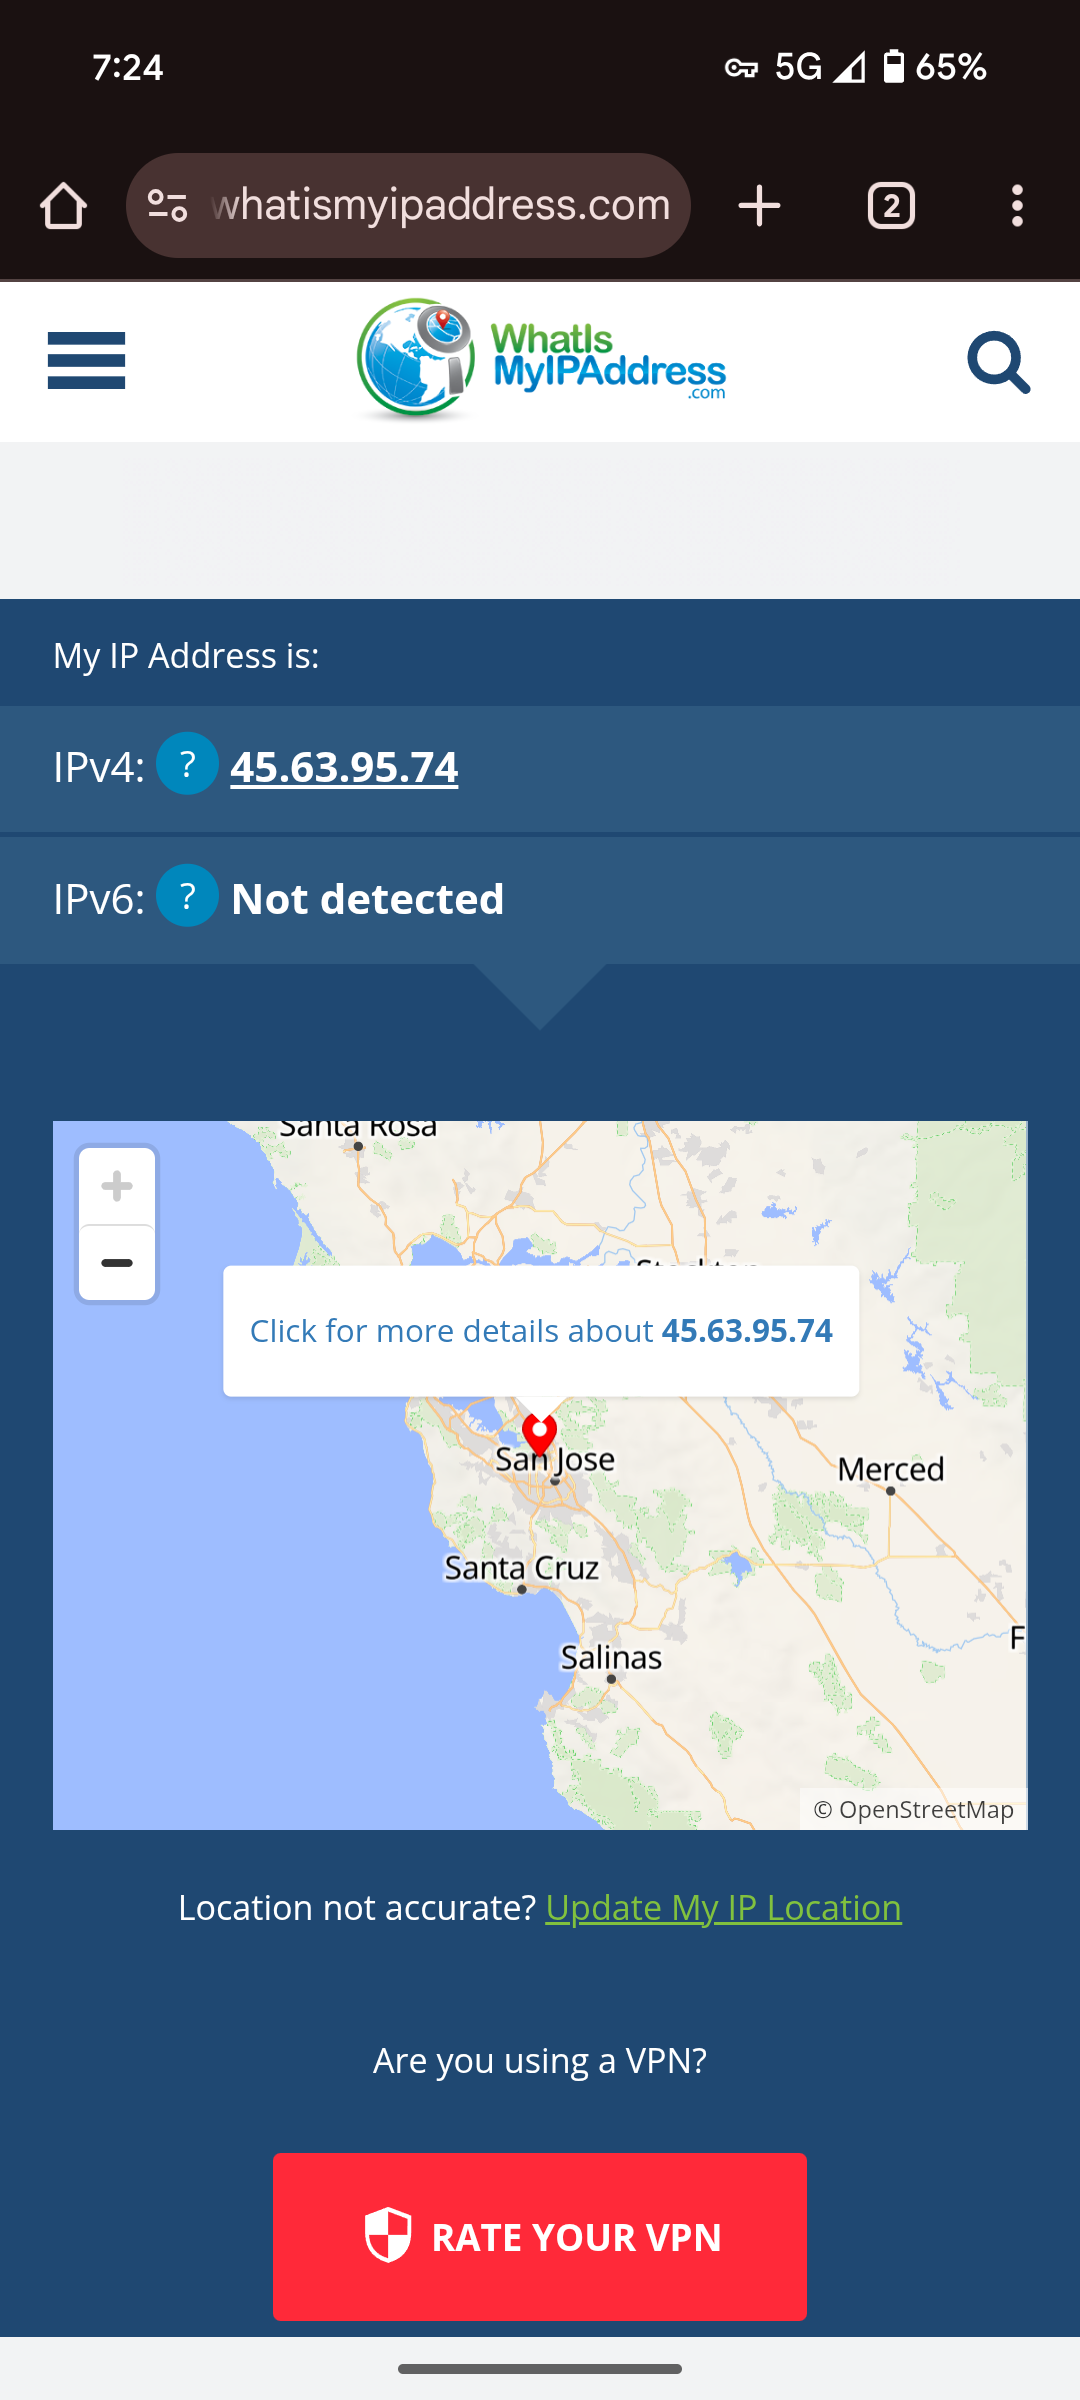 7:24
5G 65%
whatismyipaddress.com
2
WhatIs
MyIPAddress
.com
My IP Address is:
IPv4: ? 45.63.95.74
IPv6: ? Not detected
Santa Rosa
+
−
Click for more details about 45.63.95.74
San Jose
Merced
Santa Cruz
F
Salinas
© OpenStreetMap
Location not accurate? Update My IP Location
Are you using a VPN?
RATE YOUR VPN